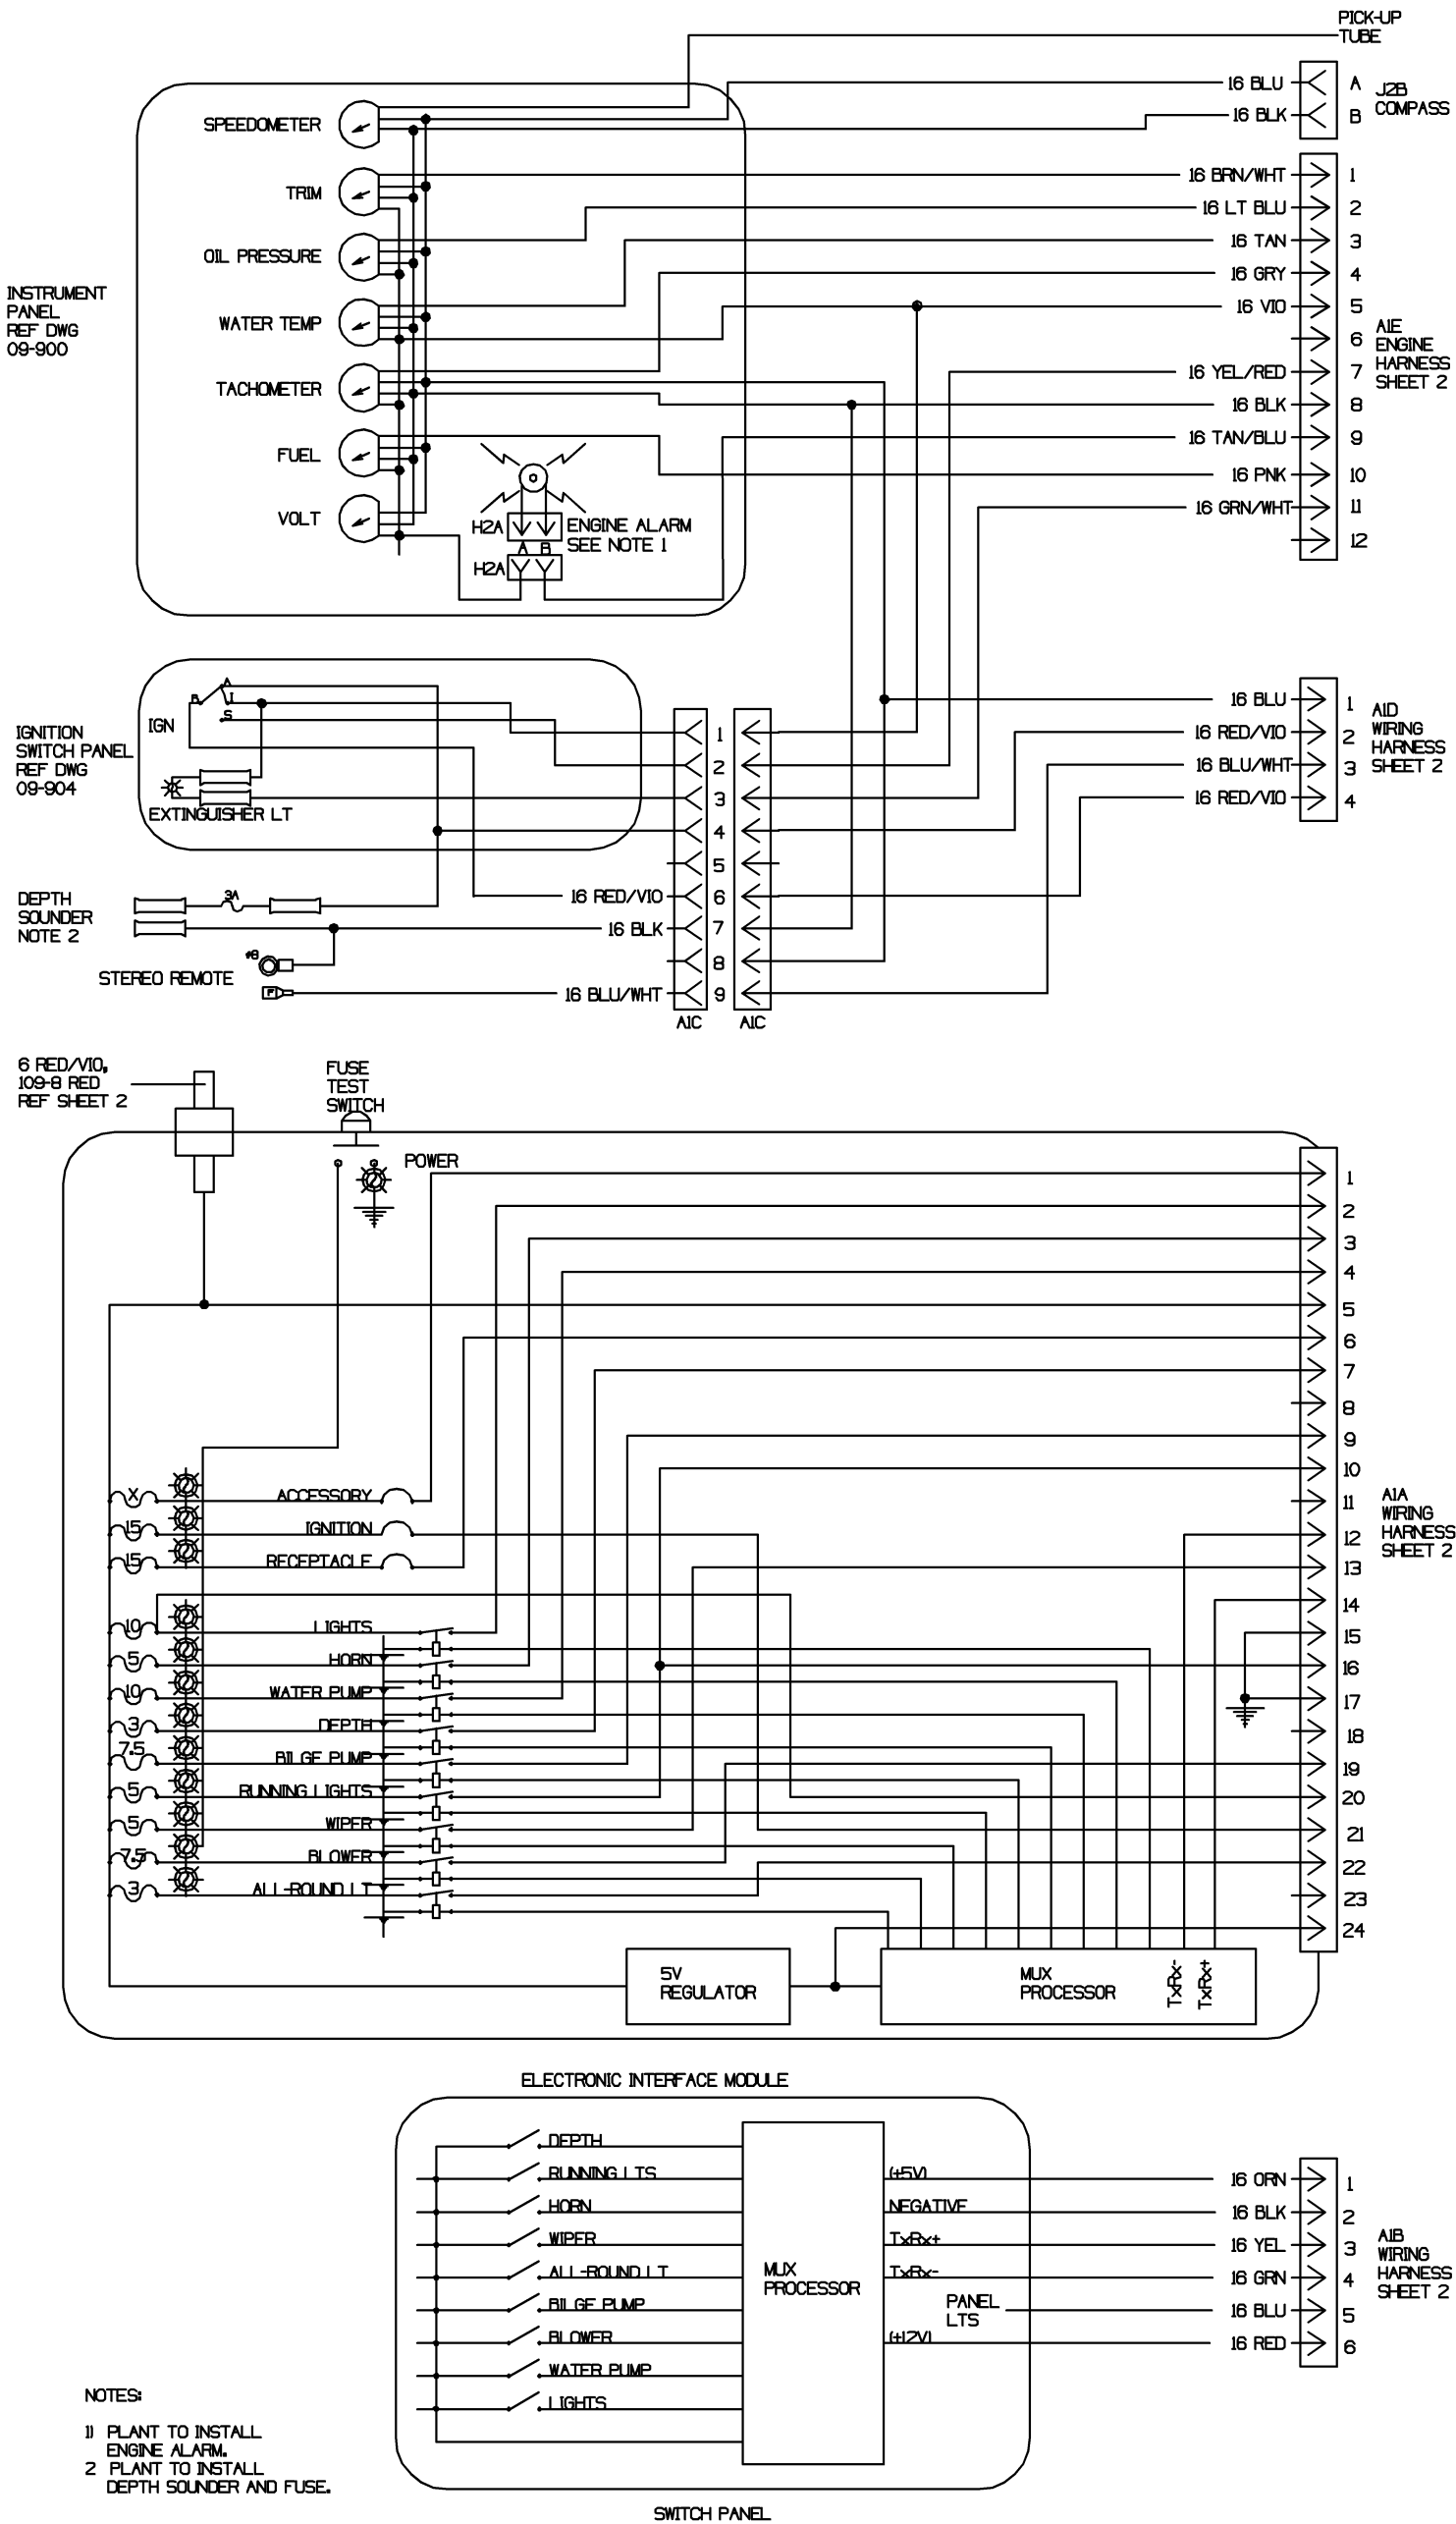 PICK-UP
TUBE
16 BLU
A
J2B
COMPASS
16 BLK
B
SPEEDOMETER
TRIM
OIL PRESSURE
WATER TEMP
TACHOMETER
FUEL
VOLT
INSTRUMENT
PANEL
REF DWG
09-900
H2A
A B
H2A
ENGINE ALARM
SEE NOTE 1
16 BRN/WHT 1
16 LT BLU 2
16 TAN 3
16 GRY 4
16 VIO 5
6
16 YEL/RED 7
16 BLK 8
16 TAN/BLU 9
16 PNK 10
16 GRN/WHT 11
12
A1E
ENGINE
HARNESS
SHEET 2
IGNITION
SWITCH PANEL
REF DWG
09-904
IGN
B
A
I
S
EXTINGUISHER LT
1
2
3
4
5
6
7
8
9
A1C
A1C
16 BLU 1
16 RED/VIO 2
16 BLU/WHT 3
16 RED/VIO 4
A1D
WIRING
HARNESS
SHEET 2
DEPTH
SOUNDER
NOTE 2
3A
16 RED/VIO
16 BLK
#8
STEREO REMOTE
F
16 BLU/WHT
6 RED/VIO,
109-8 RED
REF SHEET 2
FUSE
TEST
SWITCH
POWER
1
2
3
4
5
6
7
8
9
10
11
12
13
14
15
16
17
18
19
20
21
22
23
24
A1A
WIRING
HARNESS
SHEET 2
X ACCESSORY
15 IGNITION
15 RECEPTACLE
10 LIGHTS
5 HORN
10 WATER PUMP
3 DEPTH
7.5 BILGE PUMP
5 RUNNING LIGHTS
5 WIPER
7.5 BLOWER
3 ALL-ROUND LT
5V
REGULATOR
MUX
PROCESSOR
TxRx-
TxRx+
ELECTRONIC INTERFACE MODULE
DEPTH
RUNNING LTS
HORN
WIPER
ALL-ROUND LT
BILGE PUMP
BLOWER
WATER PUMP
LIGHTS
MUX
PROCESSOR
(+5V)
NEGATIVE
TxRx+
TxRx-
PANEL
LTS
(+12V)
16 ORN 1
16 BLK 2
16 YEL 3
16 GRN 4
16 BLU 5
16 RED 6
A1B
WIRING
HARNESS
SHEET 2
SWITCH PANEL
NOTES:
1) PLANT TO INSTALL
ENGINE ALARM.
2 PLANT TO INSTALL
DEPTH SOUNDER AND FUSE.